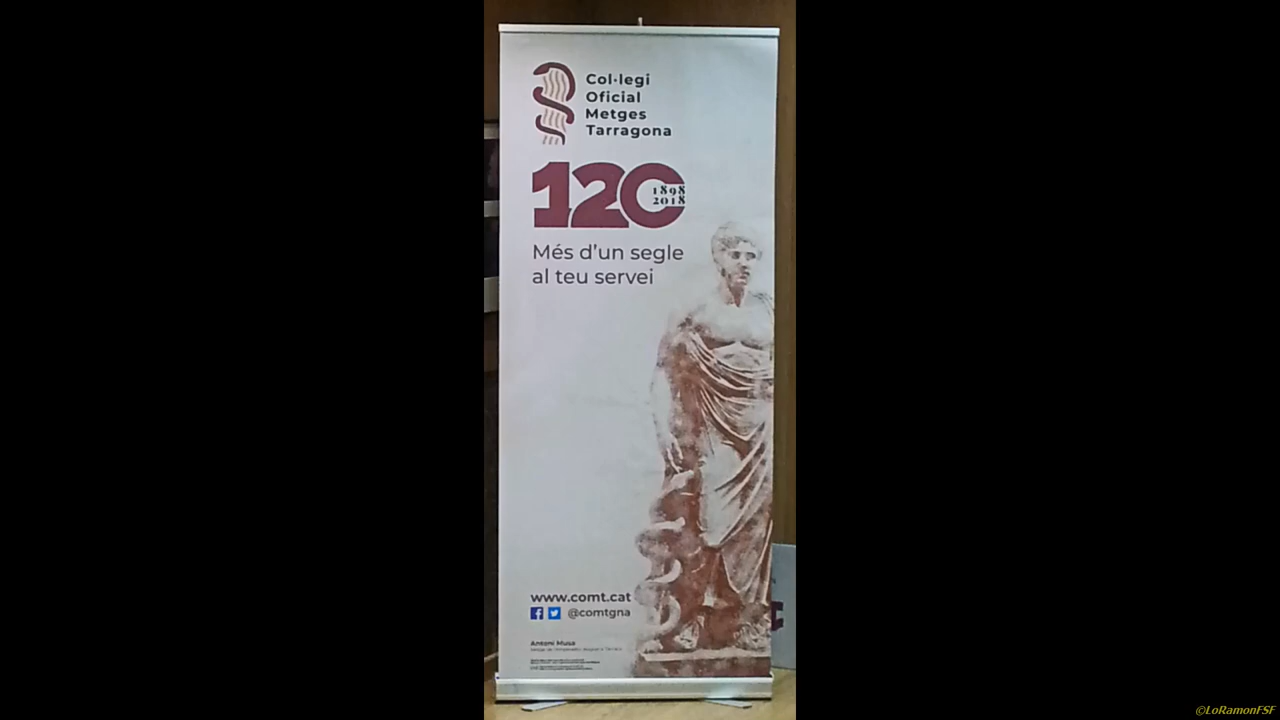 Col·legi
Oficial
Metges
Tarragona
120
1898
2018
Més d'un segle
al teu servei
www.comt.cat
@comtgna
Antoni Musa
©LoRamonFSF